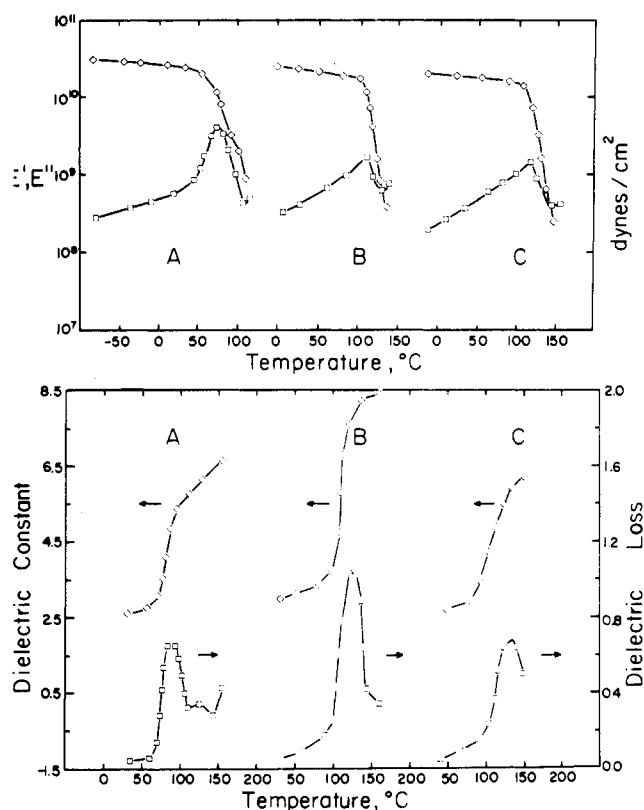 10¹¹
10¹⁰
10⁹
10⁸
10⁷
E″
dynes/cm²
A
B
C
-50 0 50 100 0 50 100 150 0 50 100 150
Temperature, °C
8.5
6.5
4.5
2.5
0.5
-1.5
Dielectric Constant
A
B
C
2.0
1.6
1.2
0.8
0.4
0.0
Dielectric Loss
0 50 100 150 200 50 100 150 200 50 100 150 200
Temperature, °C